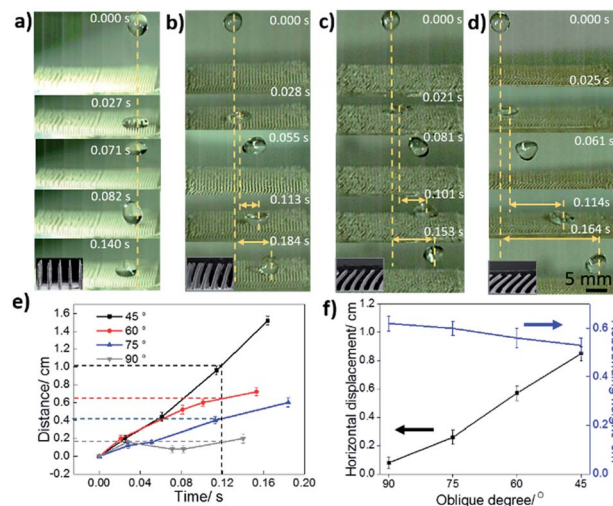 a)
0.000 s
0.027 s
0.071 s
0.082 s
0.140 s
b)
0.000 s
0.028 s
0.055 s
0.113 s
0.184 s
c)
0.000 s
0.021 s
0.081 s
0.101 s
0.153 s
d)
0.000 s
0.025 s
0.061 s
0.114 s
0.164 s
5 mm
e)
45 °
60 °
75 °
90 °
Distance/ cm
1.6
1.4
1.2
1.0
0.8
0.6
0.4
0.2
0.0
-0.2
0.00 0.04 0.08 0.12 0.16 0.20
Time/ s
f)
Horizontal displacement/ cm
1.2
1.0
0.8
0.6
0.4
0.2
0.0
0.6
0.4
0.2
0.0
90 75 60 45
Oblique degree/ °